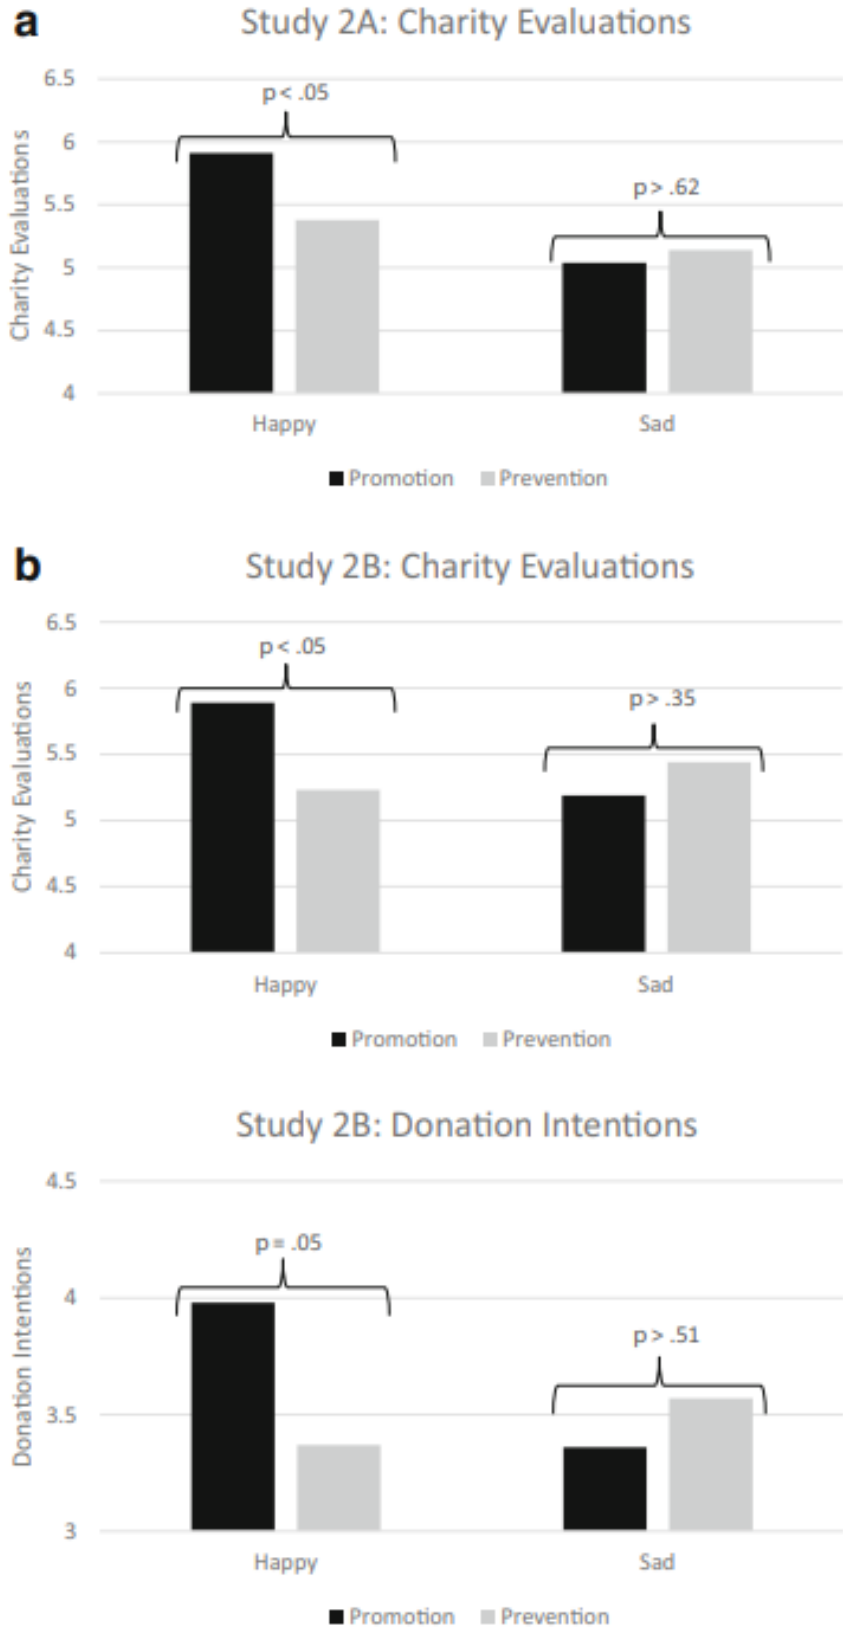 a
Study 2A: Charity Evaluations
6.5
p < .05
6
p > .62
5.5
5
4.5
4
Charity Evaluations
Happy
Sad
Promotion
Prevention
b
Study 2B: Charity Evaluations
6.5
p < .05
6
p > .35
5.5
5
4.5
4
Charity Evaluations
Happy
Sad
Promotion
Prevention
Study 2B: Donation Intentions
4.5
p = .05
4
p > .51
3.5
3
Donation Intentions
Happy
Sad
Promotion
Prevention